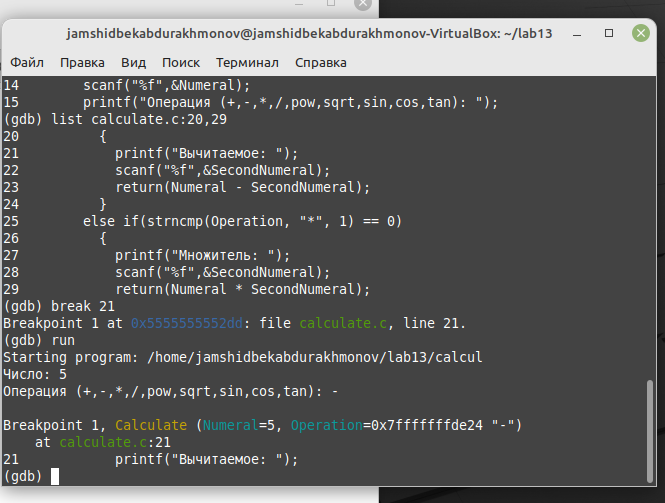 jamshidbekabdurakhmonov@jamshidbekabdurakhmonov-VirtualBox: ~/lab13
Файл Правка Вид Поиск Терминал Справка
14        scanf("%f",&Numeral);
15        printf("Операция (+,-,*,/,pow,sqrt,sin,cos,tan): ");
(gdb) list calculate.c:20,29
20          {
21            printf("Вычитаемое: ");
22            scanf("%f",&SecondNumeral);
23            return(Numeral - SecondNumeral);
24          }
25        else if(strncmp(Operation, "*", 1) == 0)
26          {
27            printf("Множитель: ");
28            scanf("%f",&SecondNumeral);
29            return(Numeral * SecondNumeral);
(gdb) break 21
Breakpoint 1 at 0x5555555552dd: file calculate.c, line 21.
(gdb) run
Starting program: /home/jamshidbekabdurakhmonov/lab13/calcul
Число: 5
Операция (+,-,*,/,pow,sqrt,sin,cos,tan): -
Breakpoint 1, Calculate (Numeral=5, Operation=0x7fffffffde24 "-")
    at calculate.c:21
21            printf("Вычитаемое: ");
(gdb)